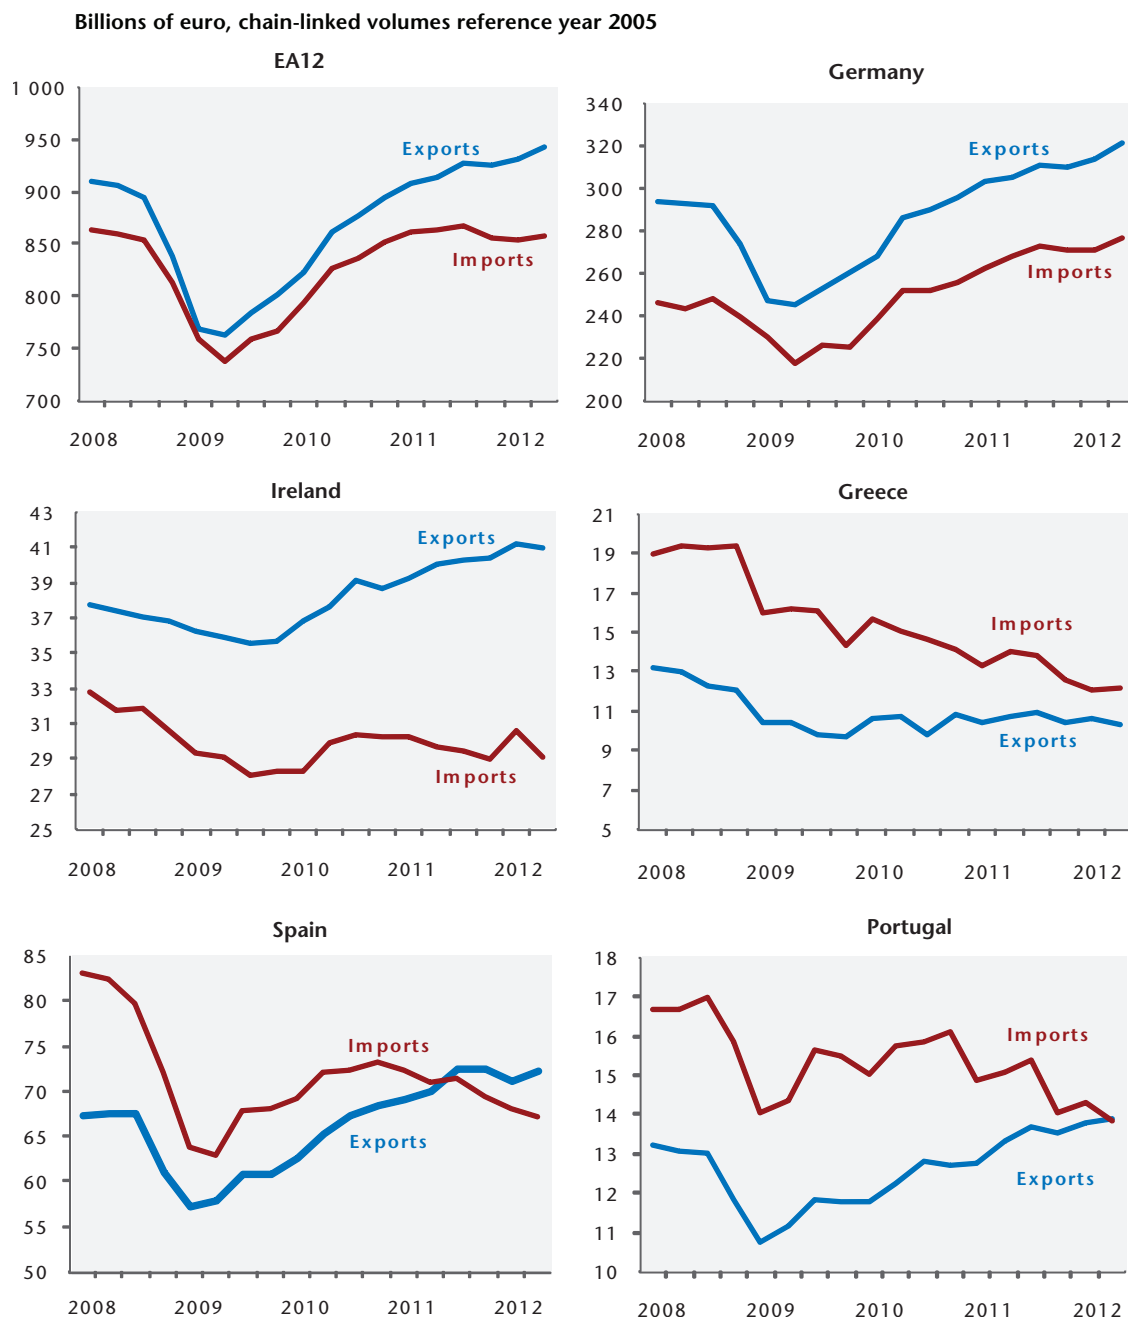 Billions of euro, chain-linked volumes reference year 2005
EA12
1 000
950
900
850
800
750
700
Exports
Imports
2008 2009 2010 2011 2012
Germany
340
320
300
280
260
240
220
200
Exports
Imports
2008 2009 2010 2011 2012
Ireland
43
41
39
37
35
33
31
29
27
25
Exports
Imports
2008 2009 2010 2011 2012
Greece
21
19
17
15
13
11
9
7
5
Imports
Exports
2008 2009 2010 2011 2012
Spain
85
80
75
70
65
60
55
50
Imports
Exports
2008 2009 2010 2011 2012
Portugal
18
17
16
15
14
13
12
11
10
Imports
Exports
2008 2009 2010 2011 2012